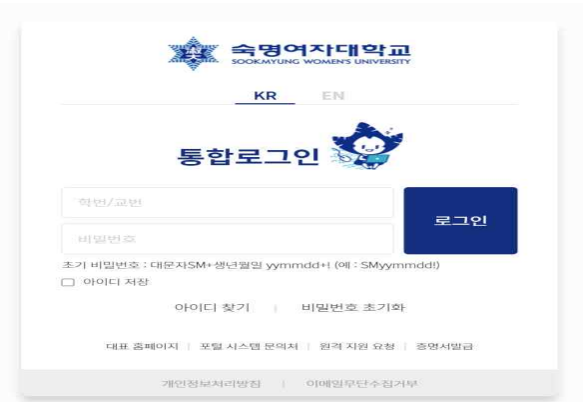 숙명여자대학교
SOOKMYUNG WOMEN'S UNIVERSITY
KR EN
통합로그인
학번/교번
로그인
비밀번호
초기 비밀번호 : 대문자SM+생년월일 yymmdd+! (예 : SMyymmdd!)
아이디 저장
아이디 찾기 | 비밀번호 초기화
대표 홈페이지 | 포털 시스템 문의처 | 원격 지원 요청 | 증명서발급
개인정보처리방침 | 이메일무단수집거부